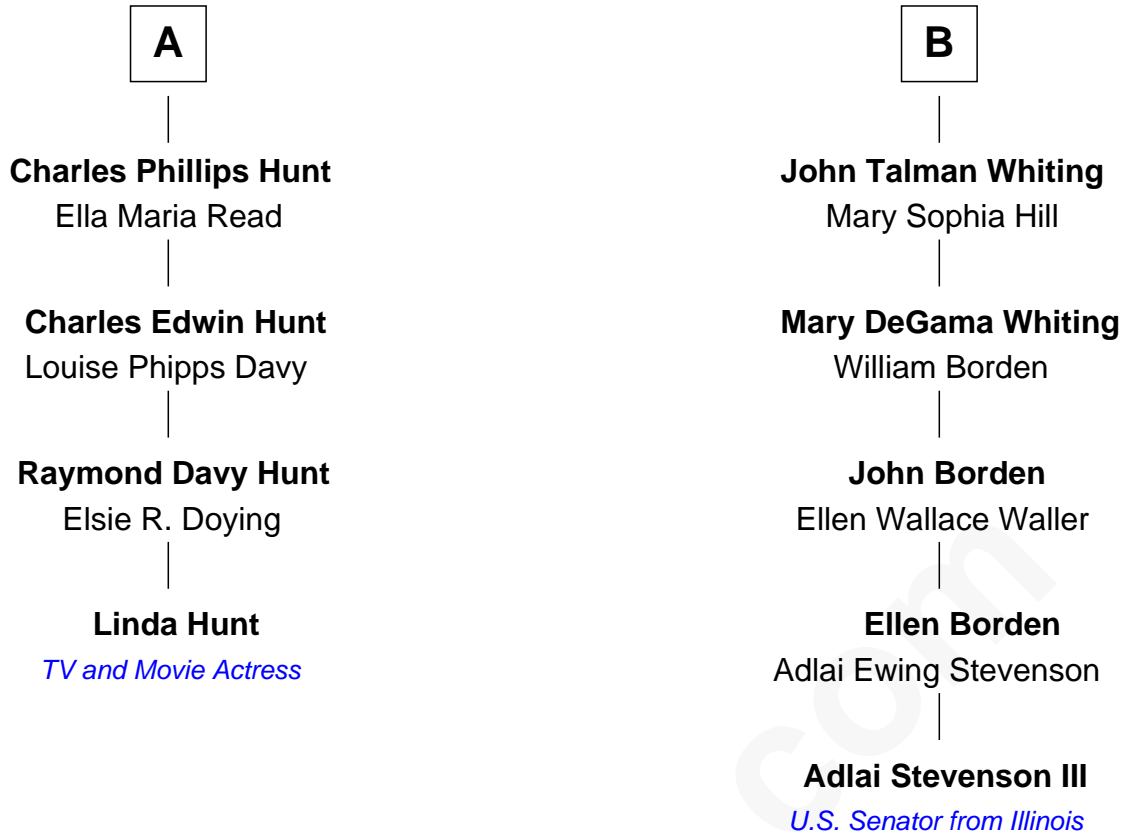 A
Charles Phillips Hunt
Ella Maria Read
Charles Edwin Hunt
Louise Phipps Davy
Raymond Davy Hunt
Elsie R. Doying
Linda Hunt
TV and Movie Actress
B
John Talman Whiting
Mary Sophia Hill
Mary DeGama Whiting
William Borden
John Borden
Ellen Wallace Waller
Ellen Borden
Adlai Ewing Stevenson
Adlai Stevenson III
U.S. Senator from Illinois
com